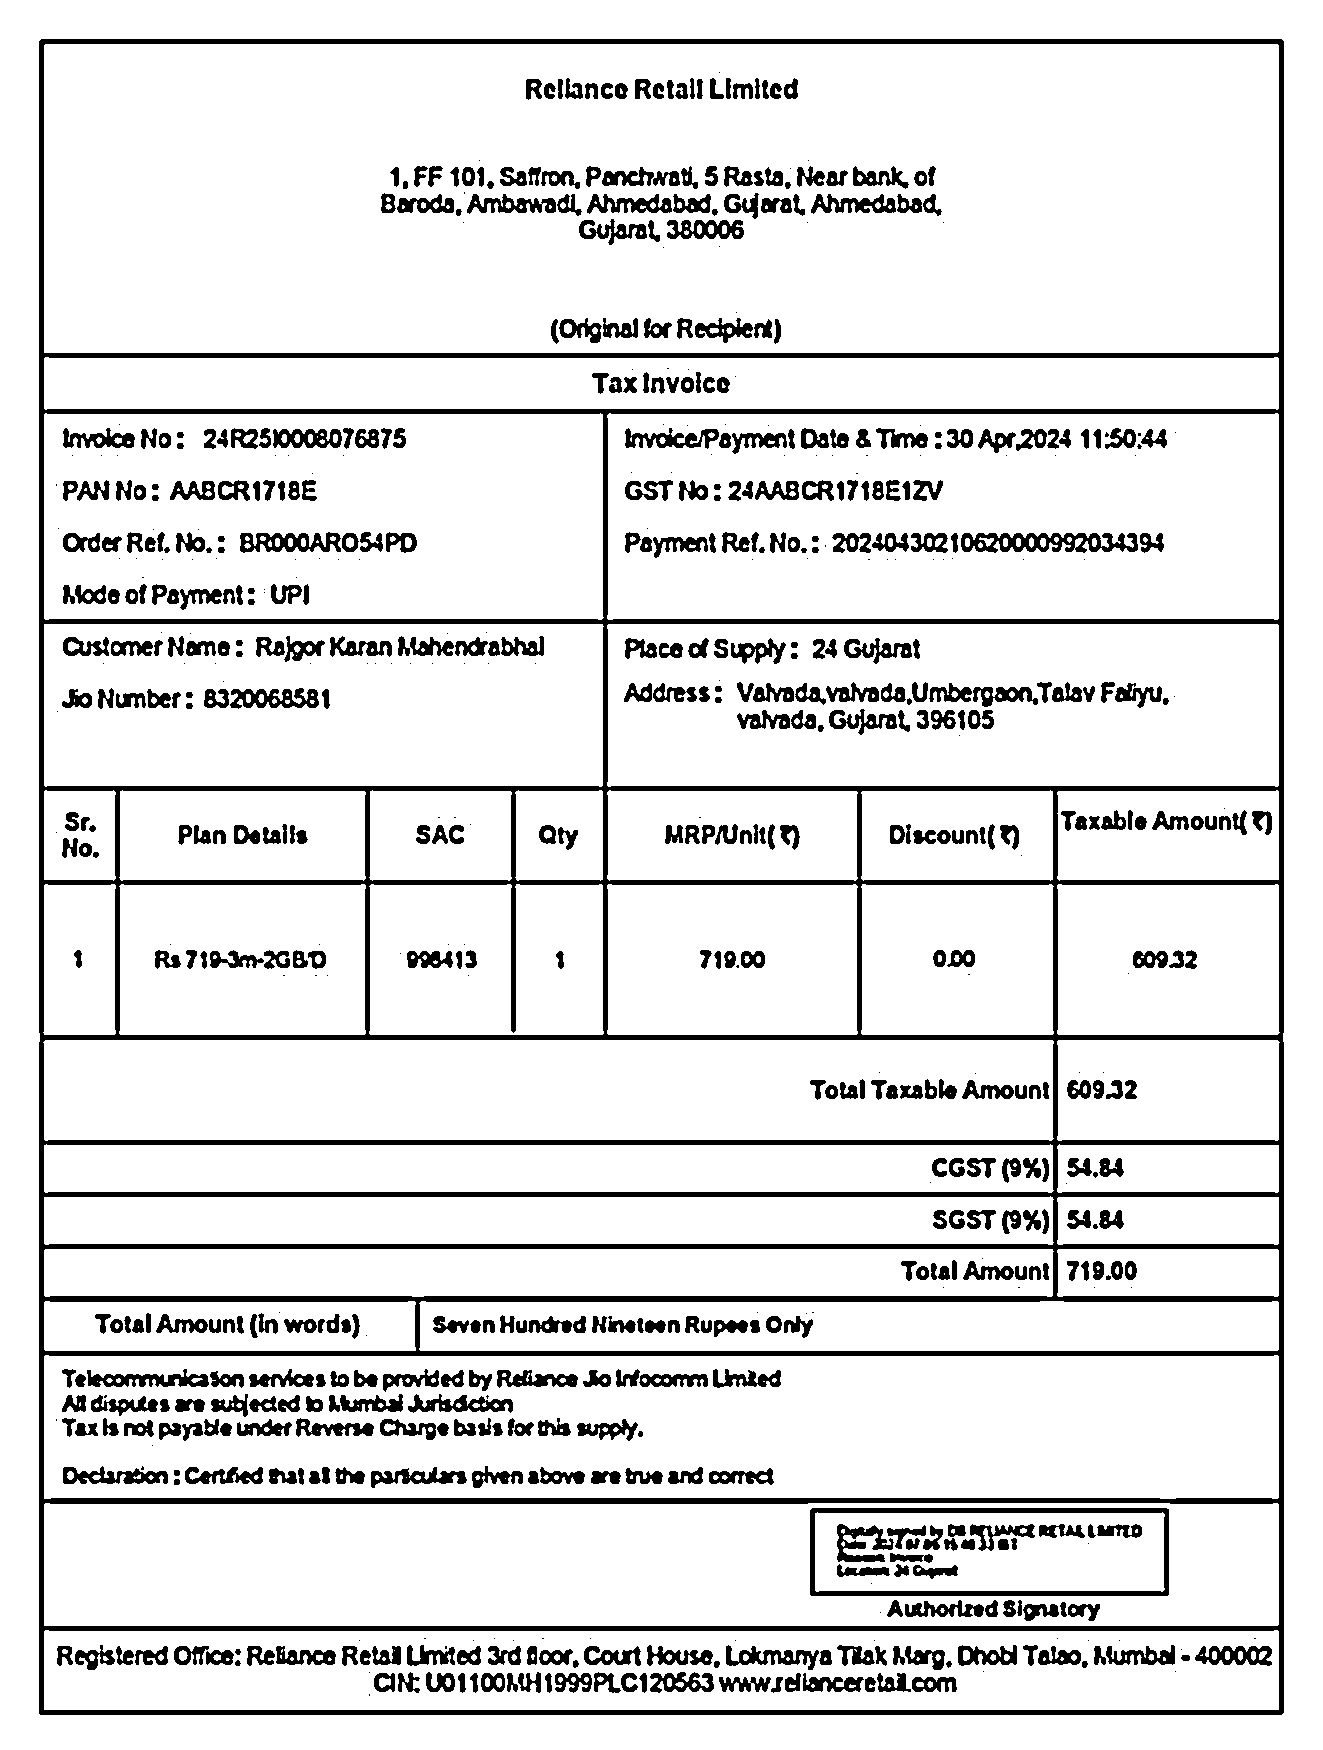 Reliance Retail Limited
1, FF 101, Saffron, Panchwati, 5 Rasta, Near bank, of
Baroda, Ambawadi, Ahmedabad, Gujarat, Ahmedabad,
Gujarat, 380006
(Original for Recipient)
Tax Invoice
Invoice No : 24R25I0008076875
Invoice/Payment Date & Time : 30 Apr,2024 11:50:44
PAN No : AABCR1718E
GST No : 24AABCR1718E1ZV
Order Ref. No. : BR000ARO54PD
Payment Ref. No. : 202404302106200000992034394
Mode of Payment : UPI
Customer Name : Rajgor Karan Mahendrabhai
Place of Supply : 24 Gujarat
Jio Number : 8320068581
Address : Valvada,valvada,Umbergaon,Talav Faliyu,
valvada, Gujarat, 396105
Sr. No. Plan Details SAC Qty MRP/Unit(₹) Discount(₹) Taxable Amount(₹)
1 Rs 719-3m-2GB/D 998413 1 719.00 0.00 609.32
Total Taxable Amount 609.32
CGST (9%) 54.84
SGST (9%) 54.84
Total Amount 719.00
Total Amount (in words) Seven Hundred Nineteen Rupees Only
Telecommunication services to be provided by Reliance Jio Infocomm Limited
All disputes are subjected to Mumbai Jurisdiction
Tax is not payable under Reverse Charge basis for this supply.
Declaration : Certified that all the particulars given above are true and correct
Digitally signed by DS RELIANCE RETAIL LIMITED
Reason: Invoice
Location: 24 Gujarat
Authorized Signatory
Registered Office: Reliance Retail Limited 3rd floor, Court House, Lokmanya Tilak Marg, Dhobi Talao, Mumbai - 400002
CIN: U01100MH1999PLC120563 www.relianceretail.com